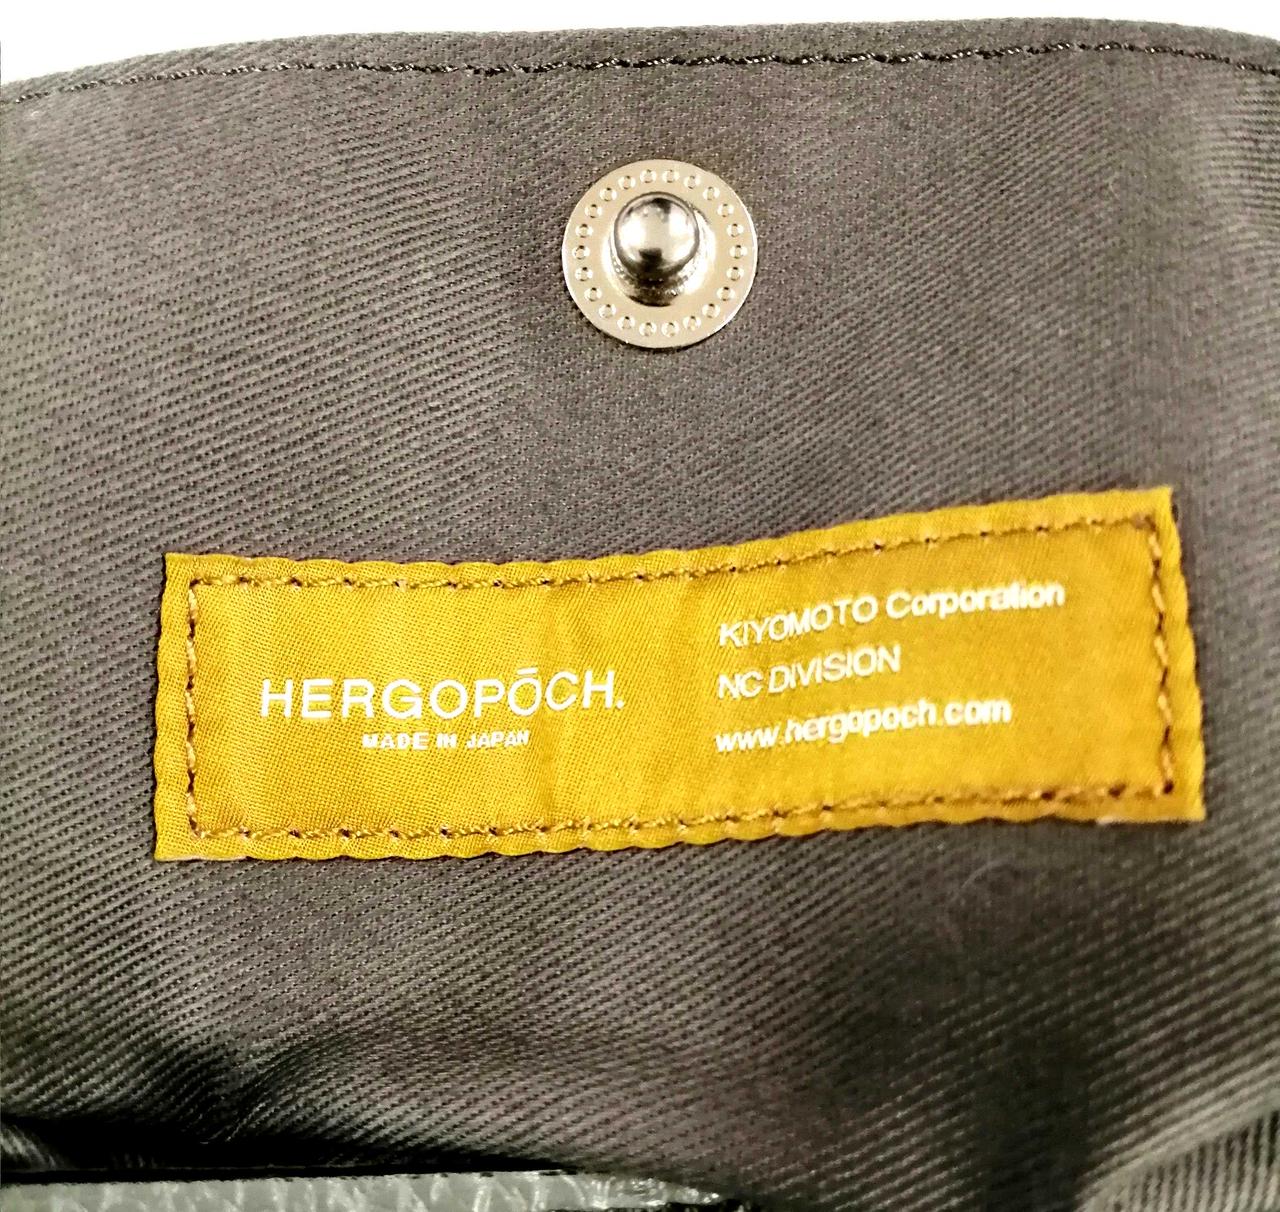 HERGOPŌCH.
MADE IN JAPAN
KIYOMOTO Corporation
NC DIVISION
www.hergopoch.com